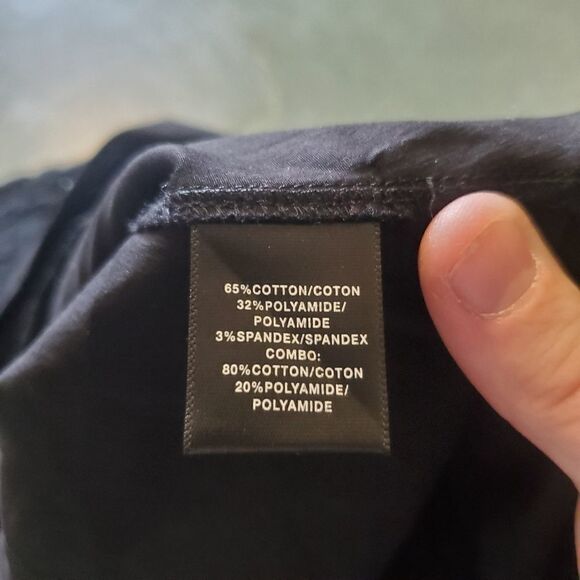 65%COTTON/COTON
32%POLYAMIDE/
POLYAMIDE
3%SPANDEX/SPANDEX
COMBO:
80%COTTON/COTON
20%POLYAMIDE/
POLYAMIDE